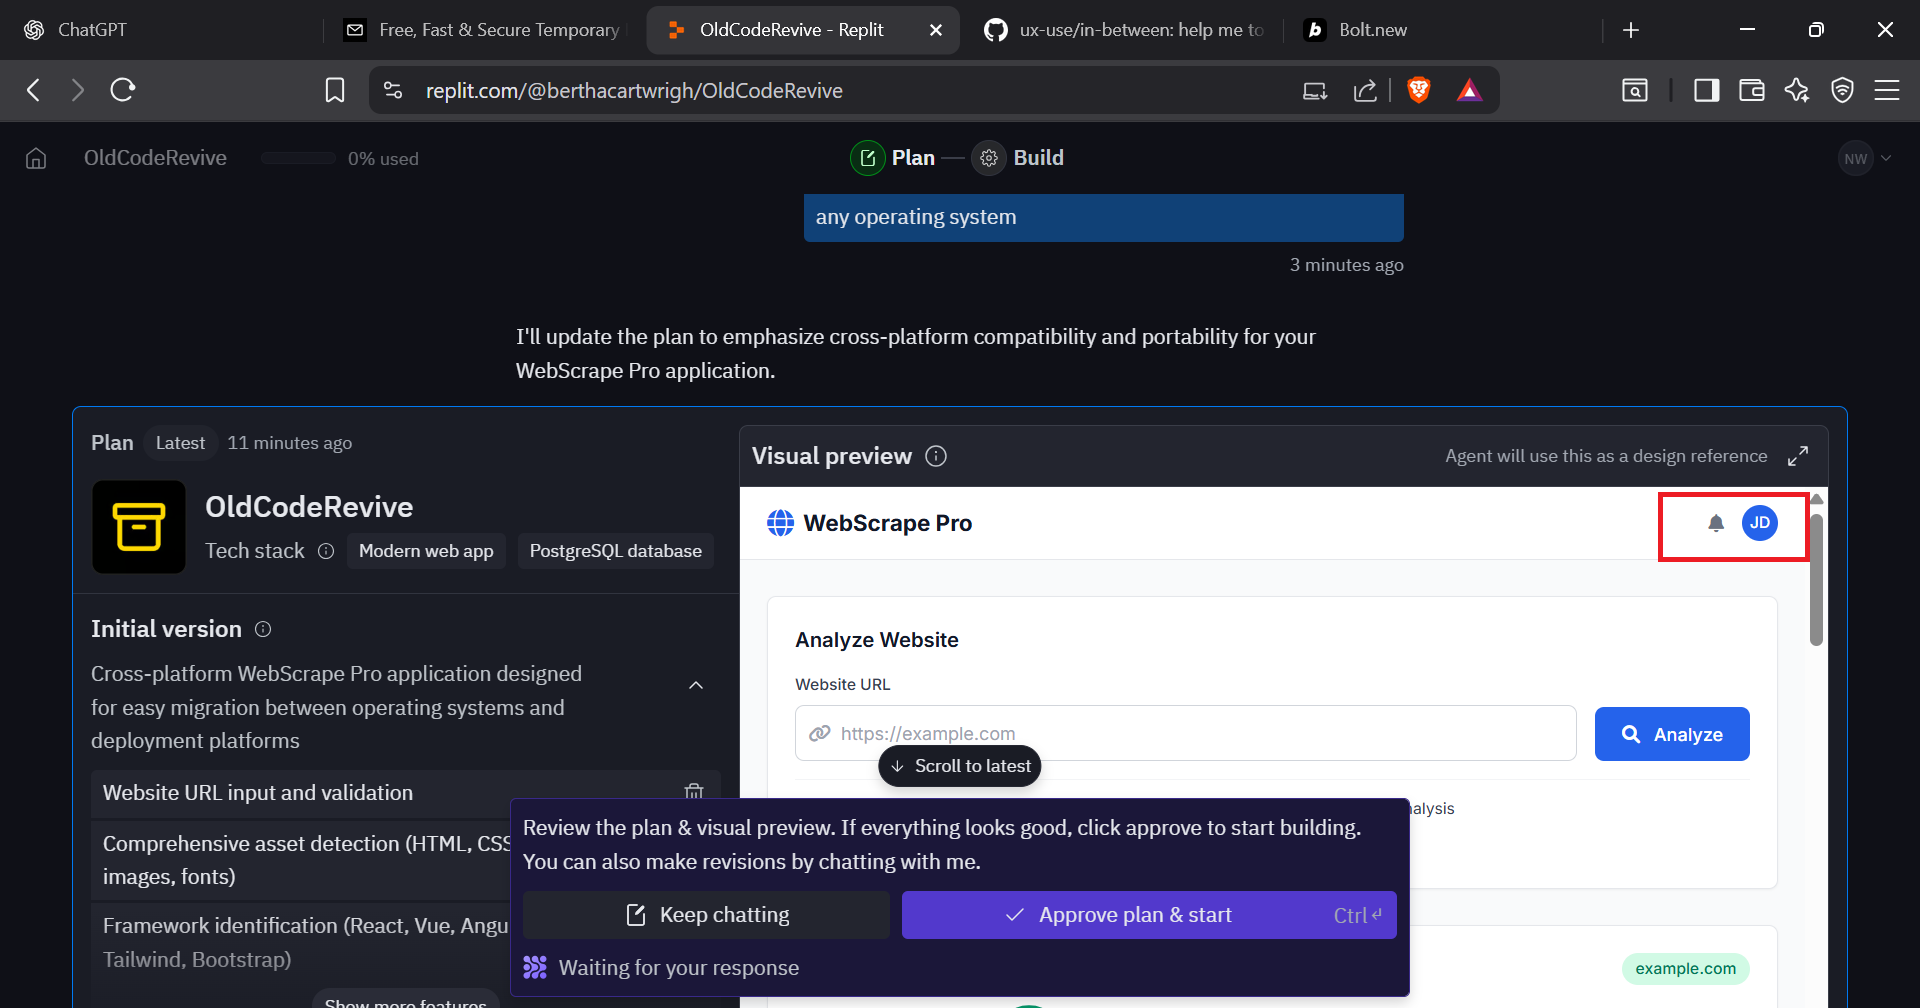 ChatGPT
Free, Fast & Secure Temporary
OldCodeRevive - Replit
ux-use/in-between: help me to
Bolt.new
replit.com/@berthacartwrigh/OldCodeRevive
OldCodeRevive
0% used
Plan
Build
NW
any operating system
3 minutes ago
I'll update the plan to emphasize cross-platform compatibility and portability for your
WebScrape Pro application.
Plan
Latest
11 minutes ago
OldCodeRevive
Tech stack
Modern web app
PostgreSQL database
Initial version
Cross-platform WebScrape Pro application designed
for easy migration between operating systems and
deployment platforms
Website URL input and validation
Comprehensive asset detection (HTML, CSS
images, fonts)
Framework identification (React, Vue, Angu
Tailwind, Bootstrap)
Show more features
Visual preview
Agent will use this as a design reference
WebScrape Pro
JD
Analyze Website
Website URL
https://example.com
Analyze
Scroll to latest
alysis
example.com
Review the plan & visual preview. If everything looks good, click approve to start building.
You can also make revisions by chatting with me.
Keep chatting
Approve plan & start
Ctrl
Waiting for your response